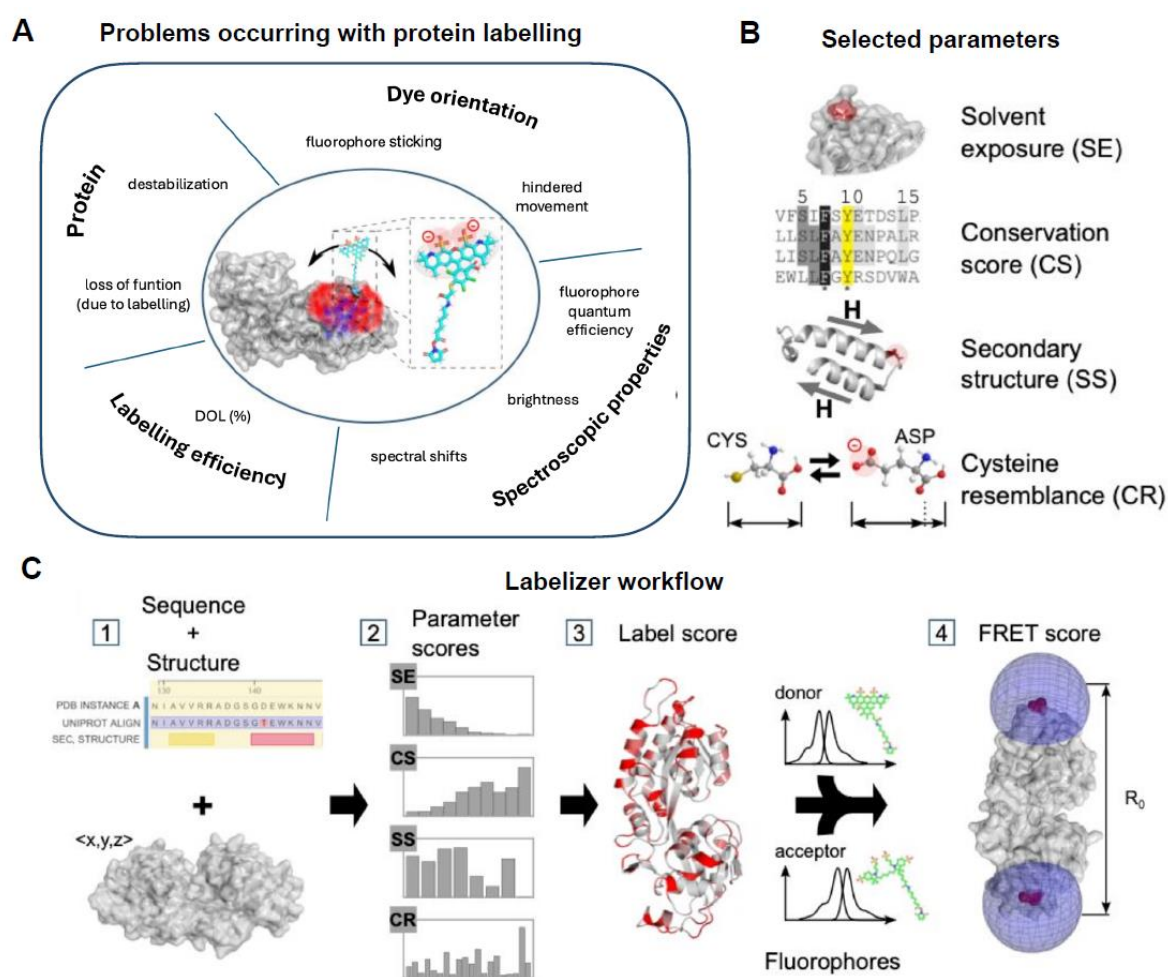 A
Problems occurring with protein labelling
Dye orientation
fluorophore sticking
hindered
movement
Protein
destabilization
loss of funtion
(due to labelling)
fluorophore
quantum
efficiency
brightness
Spectroscopic properties
spectral shifts
DOL (%)
Labelling efficiency
B
Selected parameters
Solvent
exposure (SE)
5 10 15
VFSIFSYETDSLP.
LLSLFAYENPALR
LISLFAYENPQLG
EWLLFGYRSDVWA
Conservation
score (CS)
H
H
Secondary
structure (SS)
CYS
ASP
Cysteine
resemblance (CR)
C
Labelizer workflow
1
Sequence
+
Structure
130 140
PDB INSTANCE A N I A V V R R A D G S G D E W K N N V
UNIPROT ALIGN N I A V V R R A D G S G T E W K N N V
SEC, STRUCTURE
+
<x,y,z>
2
Parameter
scores
SE
CS
SS
CR
3 Label score
donor
acceptor
Fluorophores
4 FRET score
R0